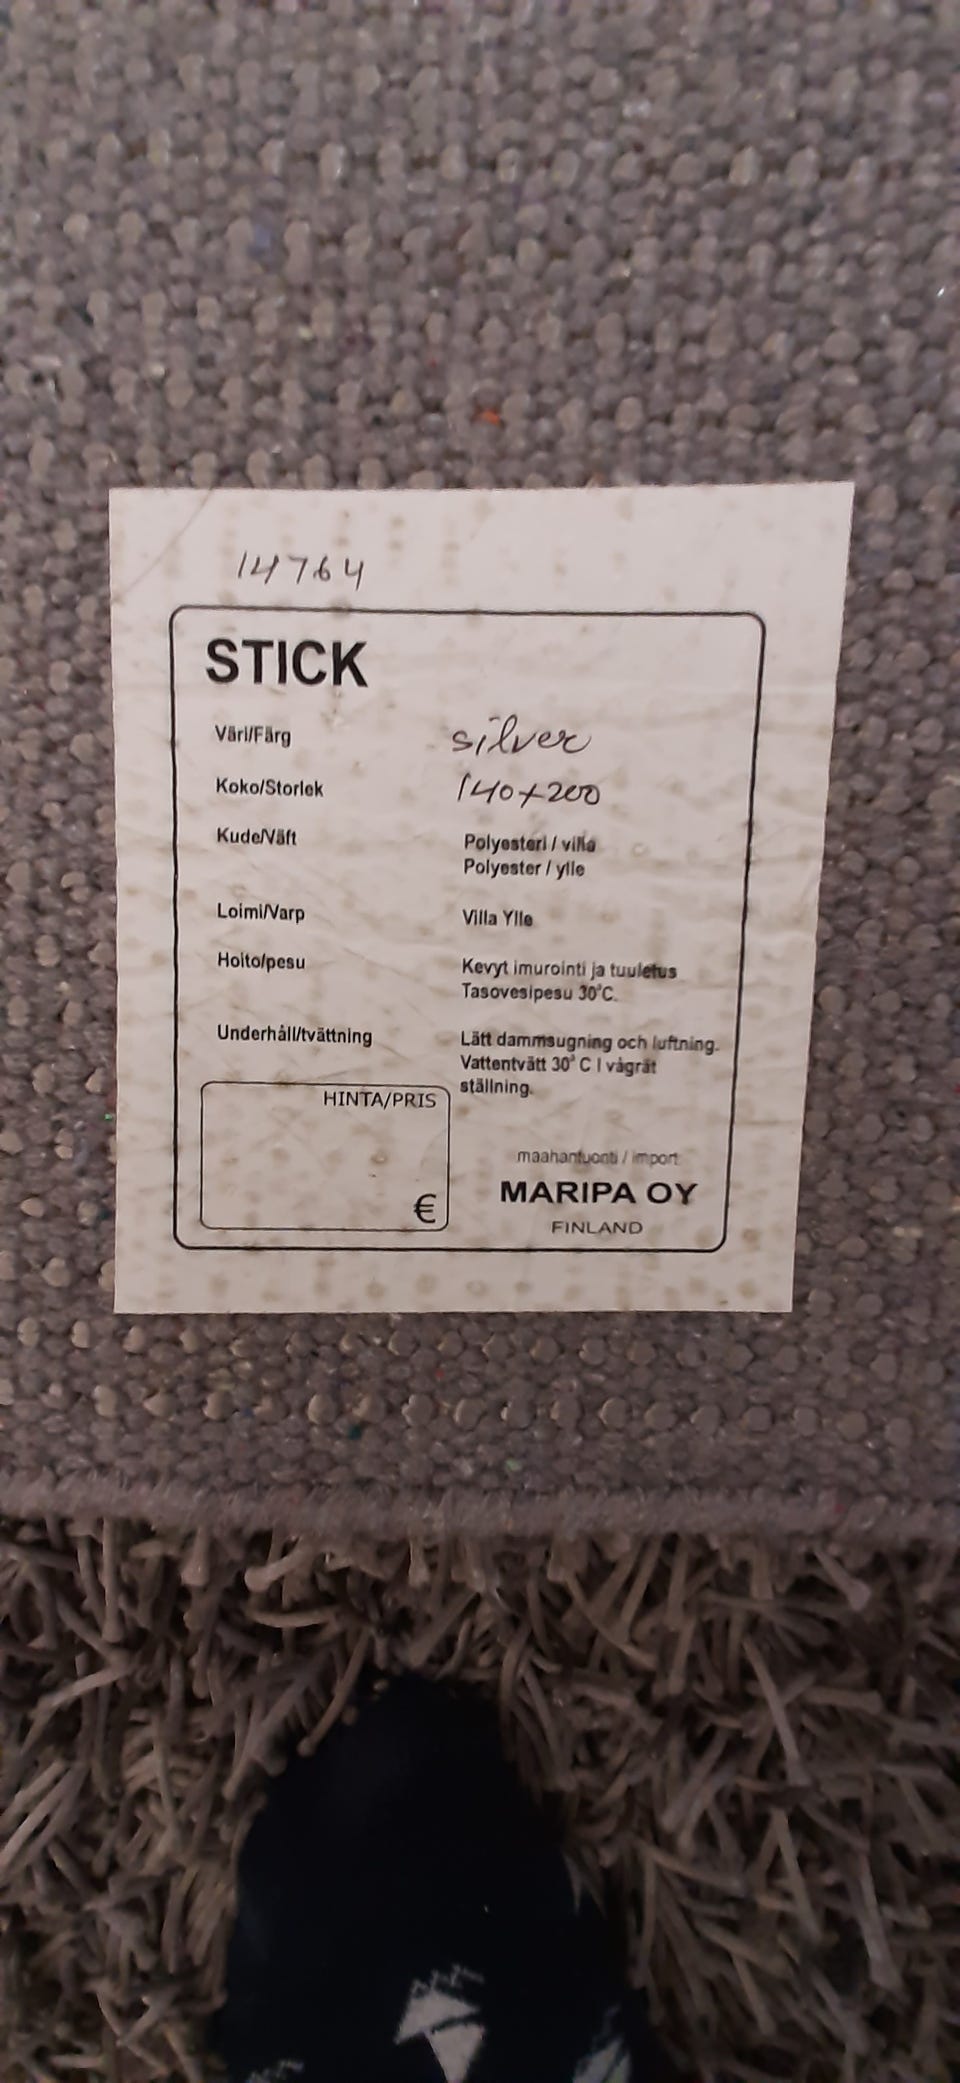 14764
STICK
Väri/Färg silver
Koko/Storlek 140x200
Kude/Väft Polyesteri / villa
Polyester / ylle
Loimi/Varp Villa Ylle
Hoito/pesu Kevyt imurointi ja tuuletus
Tasovesipesu 30°C.
Underhåll/tvättning Lätt dammsugning och luftning.
Vattentvätt 30° C I vågrät
ställning.
HINTA/PRIS
€
maahantuonti / import
MARIPA OY
FINLAND